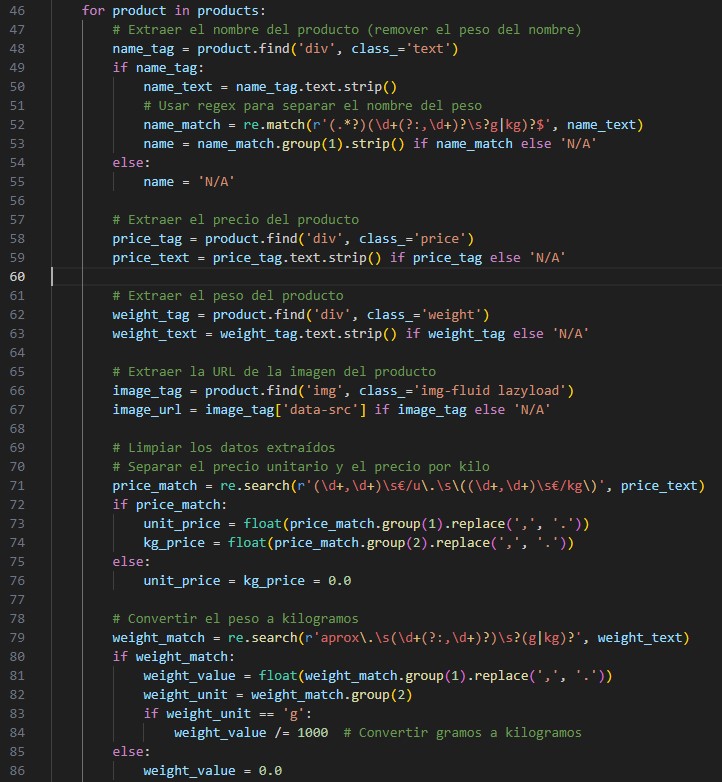 46 for product in products:
47 # Extraer el nombre del producto (remover el peso del nombre)
48 name_tag = product.find('div', class_='text')
49 if name_tag:
50 name_text = name_tag.text.strip()
51 # Usar regex para separar el nombre del peso
52 name_match = re.match(r'(.*?)(\d+(?:,\d+)?\s?g|kg)?$', name_text)
53 name = name_match.group(1).strip() if name_match else 'N/A'
54 else:
55 name = 'N/A'
56
57 # Extraer el precio del producto
58 price_tag = product.find('div', class_='price')
59 price_text = price_tag.text.strip() if price_tag else 'N/A'
60
61 # Extraer el peso del producto
62 weight_tag = product.find('div', class_='weight')
63 weight_text = weight_tag.text.strip() if weight_tag else 'N/A'
64
65 # Extraer la URL de la imagen del producto
66 image_tag = product.find('img', class_='img-fluid lazyload')
67 image_url = image_tag['data-src'] if image_tag else 'N/A'
68
69 # Limpiar los datos extraídos
70 # Separar el precio unitario y el precio por kilo
71 price_match = re.search(r'(\d+,\d+)\s€/u\.\s\((\d+,\d+)\s€/kg\)', price_text)
72 if price_match:
73 unit_price = float(price_match.group(1).replace(',', '.'))
74 kg_price = float(price_match.group(2).replace(',', '.'))
75 else:
76 unit_price = kg_price = 0.0
77
78 # Convertir el peso a kilogramos
79 weight_match = re.search(r'aprox\.\s(\d+(?:,\d+)?)\s?(g|kg)?', weight_text)
80 if weight_match:
81 weight_value = float(weight_match.group(1).replace(',', '.'))
82 weight_unit = weight_match.group(2)
83 if weight_unit == 'g':
84 weight_value /= 1000 # Convertir gramos a kilogramos
85 else:
86 weight_value = 0.0